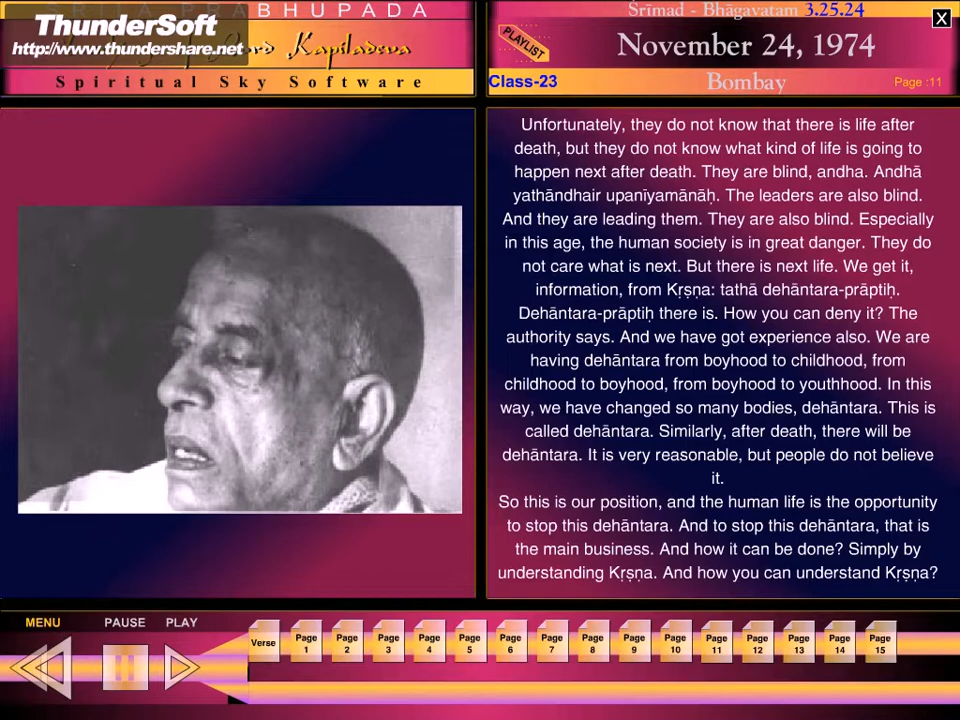 SRILA PRABHUPADA
ThunderSoft
http://www.thundershare.net
Lord Kapiladeva
Spiritual Sky Software
Śrīmad - Bhāgavatam 3.25.24
X
PLAYLIST
November 24, 1974
Class-23
Bombay
Page :11
Unfortunately, they do not know that there is life after
death, but they do not know what kind of life is going to
happen next after death. They are blind, andha. Andhā
yathāndhair upanīyamānāḥ. The leaders are also blind.
And they are leading them. They are also blind. Especially
in this age, the human society is in great danger. They do
not care what is next. But there is next life. We get it,
information, from Kṛṣṇa: tathā dehāntara-prāptiḥ.
Dehāntara-prāptiḥ there is. How you can deny it? The
authority says. And we have got experience also. We are
having dehāntara from boyhood to childhood, from
childhood to boyhood, from boyhood to youthhood. In this
way, we have changed so many bodies, dehāntara. This is
called dehāntara. Similarly, after death, there will be
dehāntara. It is very reasonable, but people do not believe
it.
So this is our position, and the human life is the opportunity
to stop this dehāntara. And to stop this dehāntara, that is
the main business. And how it can be done? Simply by
understanding Kṛṣṇa. And how you can understand Kṛṣṇa?
MENU
PAUSE
PLAY
Verse
Page 1
Page 2
Page 3
Page 4
Page 5
Page 6
Page 7
Page 8
Page 9
Page 10
Page 11
Page 12
Page 13
Page 14
Page 15